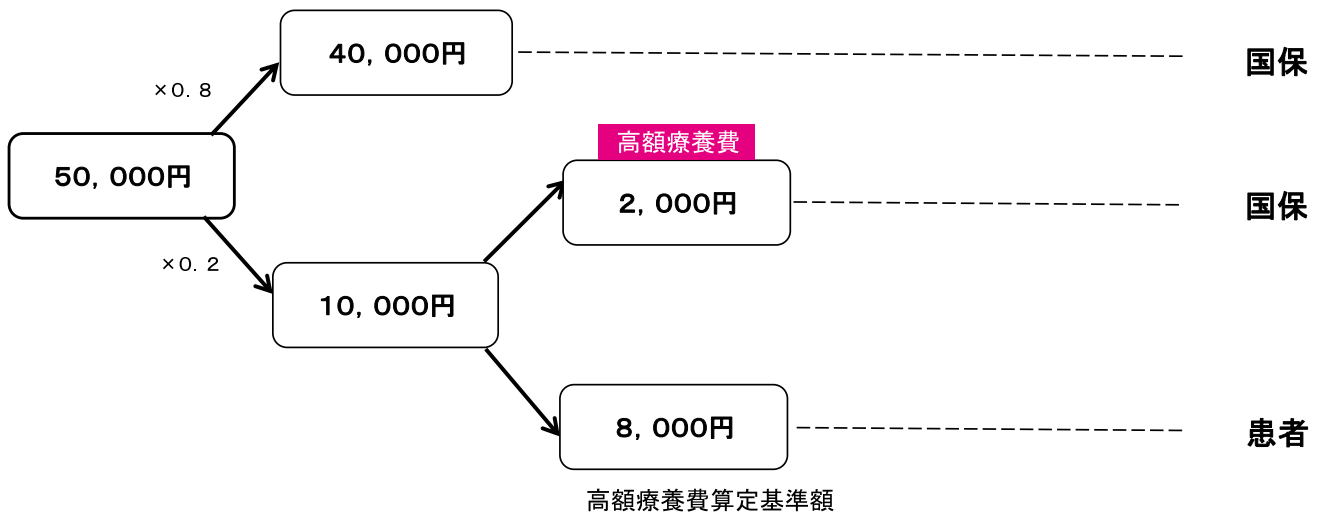 40，000円
国保
×0．8
高額療養費
50，000円
2，000円
国保
×0．2
10，000円
8，000円
患者
高額療養費算定基準額